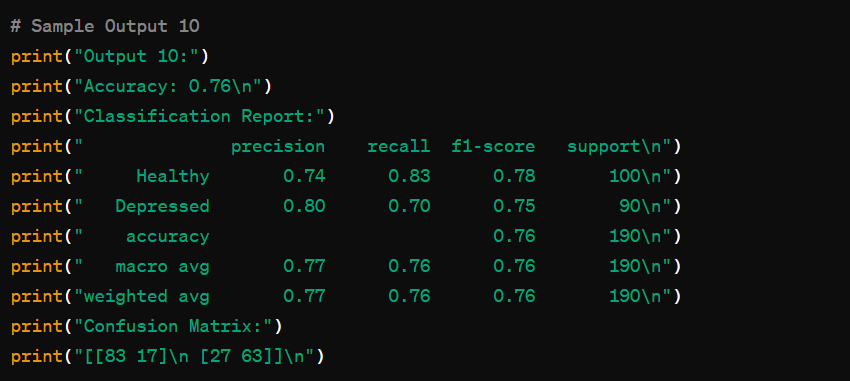 # Sample Output 10
print("Output 10:")
print("Accuracy: 0.76\n")
print("Classification Report:")
print("              precision    recall  f1-score   support\n")
print("     Healthy       0.74      0.83      0.78       100\n")
print("   Depressed       0.80      0.70      0.75        90\n")
print("    accuracy                           0.76       190\n")
print("   macro avg       0.77      0.76      0.76       190\n")
print("weighted avg       0.77      0.76      0.76       190\n")
print("Confusion Matrix:")
print("[[83 17]\n [27 63]]\n")